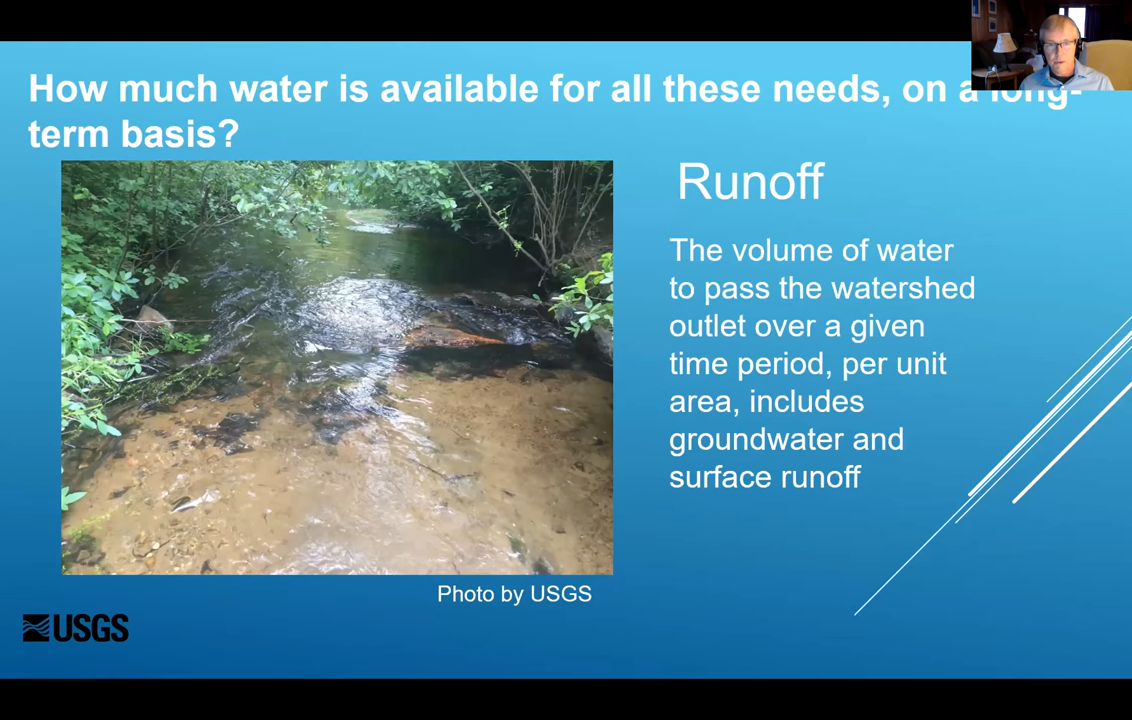 How much water is available for all these needs, on a long-
term basis?
Runoff
The volume of water
to pass the watershed
outlet over a given
time period, per unit
area, includes
groundwater and
surface runoff
Photo by USGS
USGS